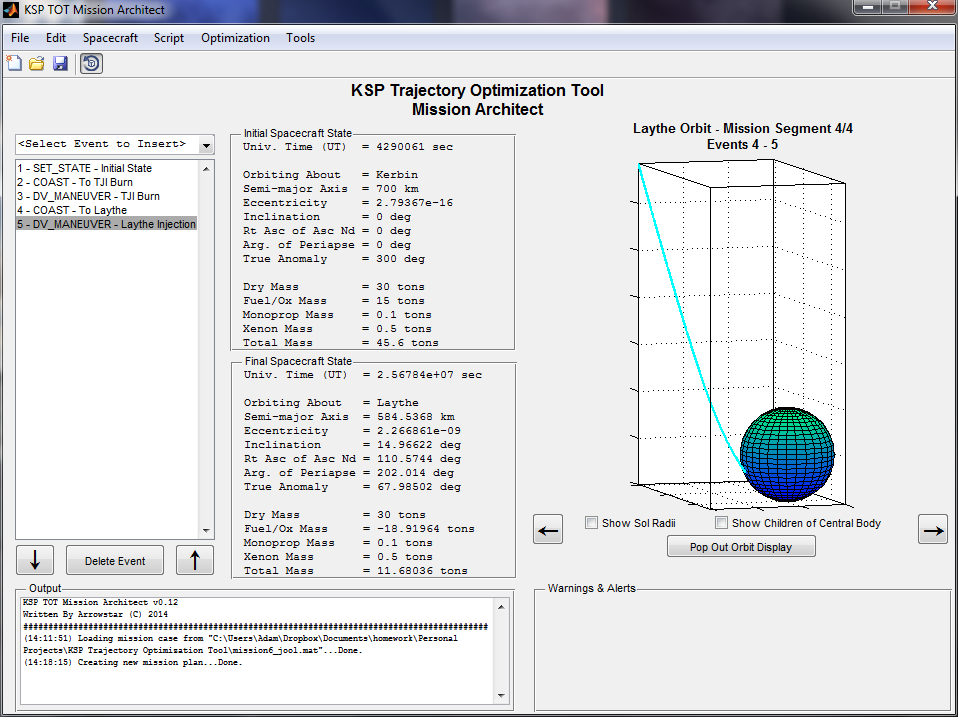 KSP TOT Mission Architect
File Edit Spacecraft Script Optimization Tools
KSP Trajectory Optimization Tool
Mission Architect
<Select Event to Insert>
1 - SET_STATE - Initial State
2 - COAST - To TJI Burn
3 - DV_MANEUVER - TJI Burn
4 - COAST - To Laythe
5 - DV_MANEUVER - Laythe Injection
Delete Event
Initial Spacecraft State
Univ. Time (UT) = 4290061 sec
Orbiting About = Kerbin
Semi-major Axis = 700 km
Eccentricity = 2.79367e-16
Inclination = 0 deg
Rt Asc of Asc Nd = 0 deg
Arg. of Periapse = 0 deg
True Anomaly = 300 deg
Dry Mass = 30 tons
Fuel/Ox Mass = 15 tons
Monoprop Mass = 0.1 tons
Xenon Mass = 0.5 tons
Total Mass = 45.6 tons
Final Spacecraft State
Univ. Time (UT) = 2.56784e+07 sec
Orbiting About = Laythe
Semi-major Axis = 584.5368 km
Eccentricity = 2.266861e-09
Inclination = 14.96622 deg
Rt Asc of Asc Nd = 110.5744 deg
Arg. of Periapse = 202.014 deg
True Anomaly = 67.98502 deg
Dry Mass = 30 tons
Fuel/Ox Mass = -18.91964 tons
Monoprop Mass = 0.1 tons
Xenon Mass = 0.5 tons
Total Mass = 11.68036 tons
Laythe Orbit - Mission Segment 4/4
Events 4 - 5
Show Sol Radii
Show Children of Central Body
Pop Out Orbit Display
Output
KSP TOT Mission Architect v0.12
Written By Arrowstar (C) 2014
##########################################################################################
(14:11:51) Loading mission case from "C:\Users\Adam\Dropbox\Documents\homework\Personal
Projects\KSP Trajectory Optimization Tool\mission6_jool.mat"...Done.
(14:18:15) Creating new mission plan...Done.
Warnings & Alerts